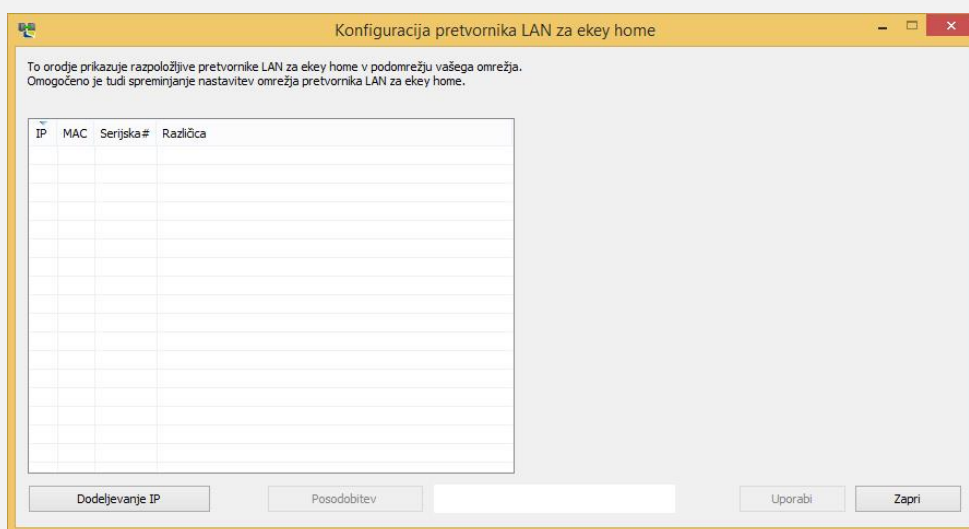 Konfiguracija pretvornika LAN za ekey home
To orodje prikazuje razpoložljive pretvornike LAN za ekey home v podomrežju vašega omrežja.
Omogočeno je tudi spreminjanje nastavitev omrežja pretvornika LAN za ekey home.
IP MAC Serijska# Različica
Dodeljevanje IP Posodobitev Uporabi Zapri